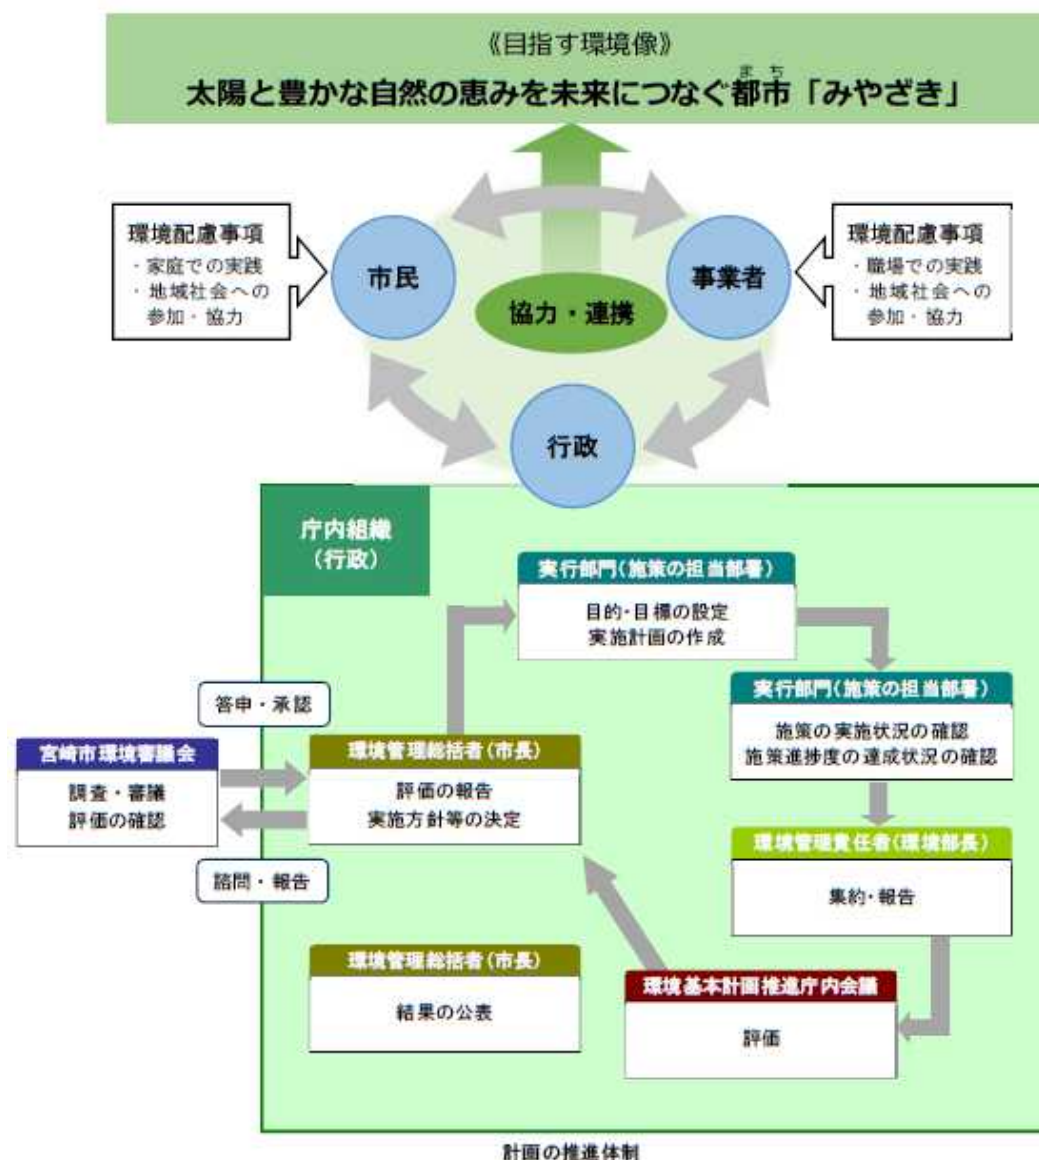 《目指す環境像》
太陽と豊かな自然の恵みを未来につなぐ都市「みやざき」
まち
環境配慮事項
・家庭での実践
・地域社会への
参加・協力
市民
事業者
環境配慮事項
・職場での実践
・地域社会への
参加・協力
協力・連携
行政
庁内組織
(行政)
実行部門(施策の担当部署)
目的・目標の設定
実施計画の作成
実行部門(施策の担当部署)
施策の実施状況の確認
施策進捗度の達成状況の確認
答申・承認
宮崎市環境審議会
調査・審議
評価の確認
環境管理総括者(市長)
評価の報告
実施方針等の決定
諮問・報告
環境管理責任者(環境部長)
集約・報告
環境管理総括者(市長)
結果の公表
環境基本計画推進庁内会議
評価
計画の推進体制